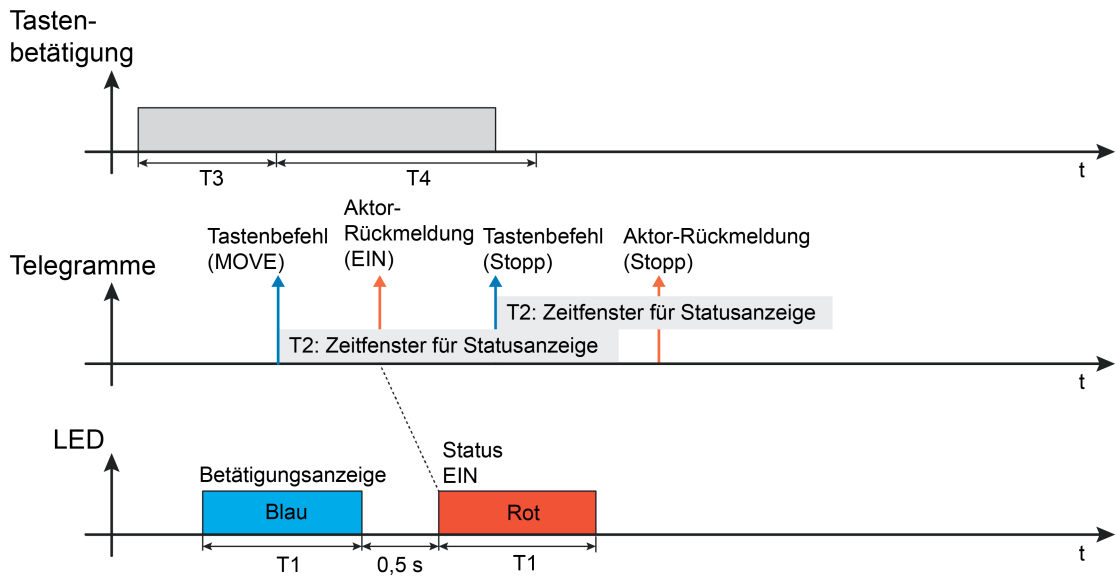 Tasten-
betätigung
T3
T4
t
Aktor-
Tastenbefehl
Rückmeldung
Tastenbefehl
Aktor-Rückmeldung
(MOVE)
(EIN)
(Stopp)
(Stopp)
Telegramme
T2: Zeitfenster für Statusanzeige
T2: Zeitfenster für Statusanzeige
t
LED
Status
EIN
Betätigungsanzeige
Blau
Rot
T1
0,5 s
T1
t